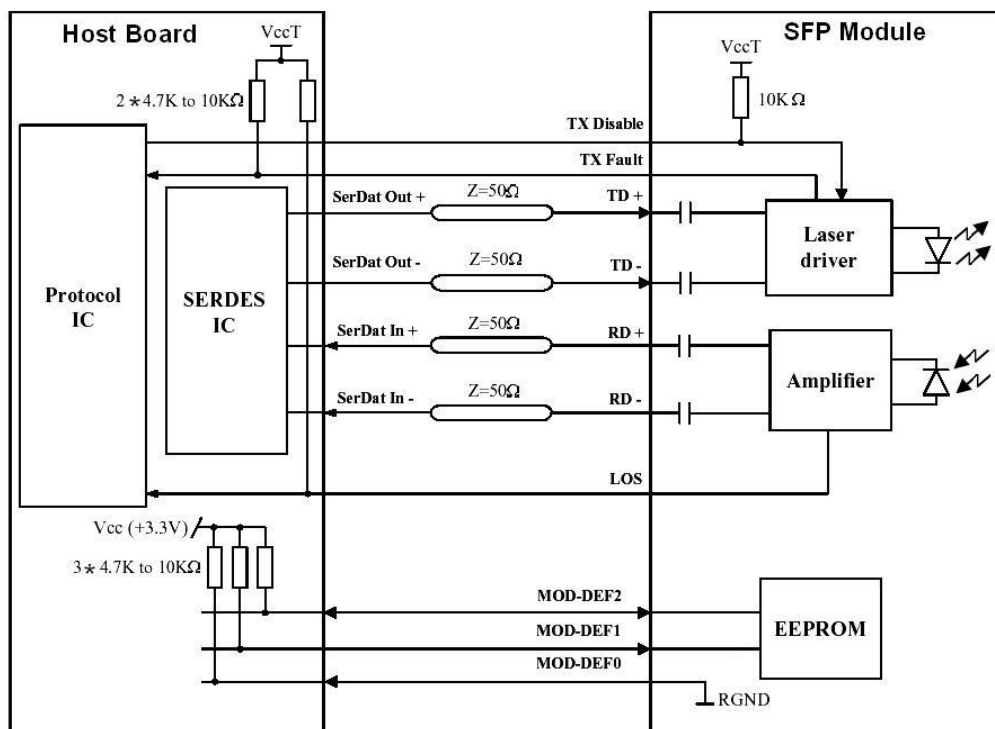 Host Board
SFP Module
VccT
VccT
2*4.7K to 10KΩ
10KΩ
TX Disable
TX Fault
SerDat Out +
Z=50Ω
TD +
Laser driver
SerDat Out -
Z=50Ω
TD -
Protocol IC
SERDES IC
SerDat In +
Z=50Ω
RD +
Amplifier
SerDat In -
Z=50Ω
RD -
LOS
Vcc (+3.3V)
3*4.7K to 10KΩ
MOD-DEF2
EEPROM
MOD-DEF1
MOD-DEF0
RGND